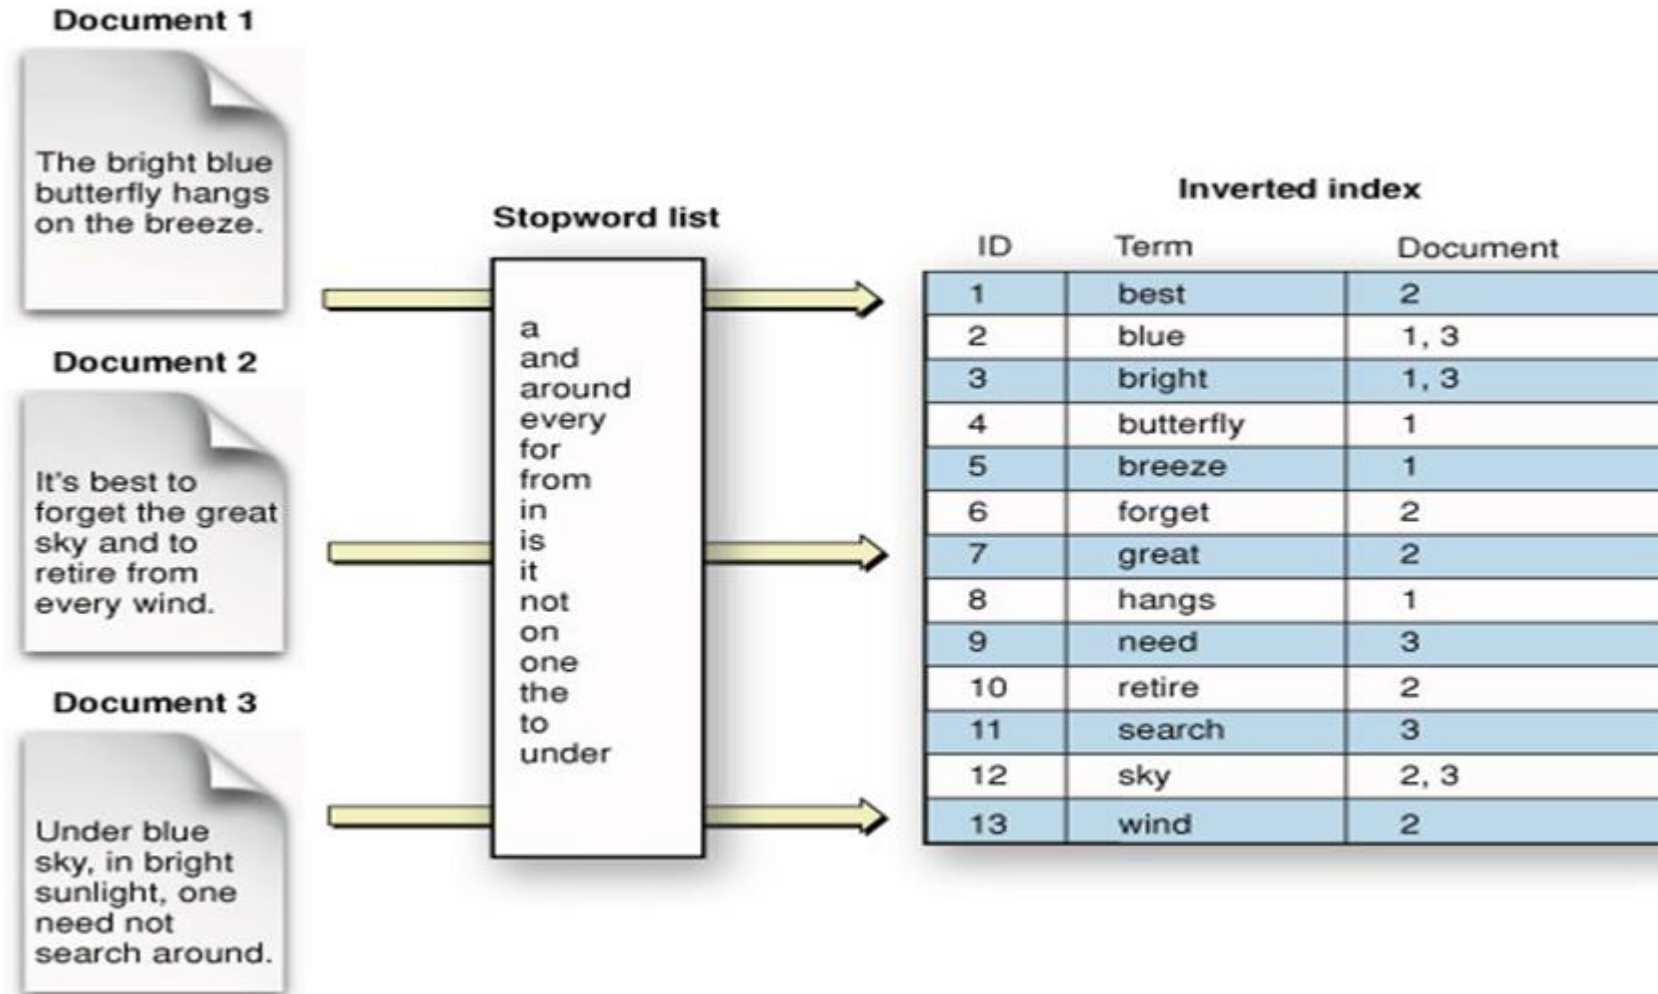 Document 1
The bright blue
butterfly hangs
on the breeze.
Document 2
It's best to
forget the great
sky and to
retire from
every wind.
Document 3
Under blue
sky, in bright
sunlight, one
need not
search around.
Stopword list
a
and
around
every
for
from
in
is
it
not
on
one
the
to
under
Inverted index
ID Term Document
1 best 2
2 blue 1, 3
3 bright 1, 3
4 butterfly 1
5 breeze 1
6 forget 2
7 great 2
8 hangs 1
9 need 3
10 retire 2
11 search 3
12 sky 2, 3
13 wind 2